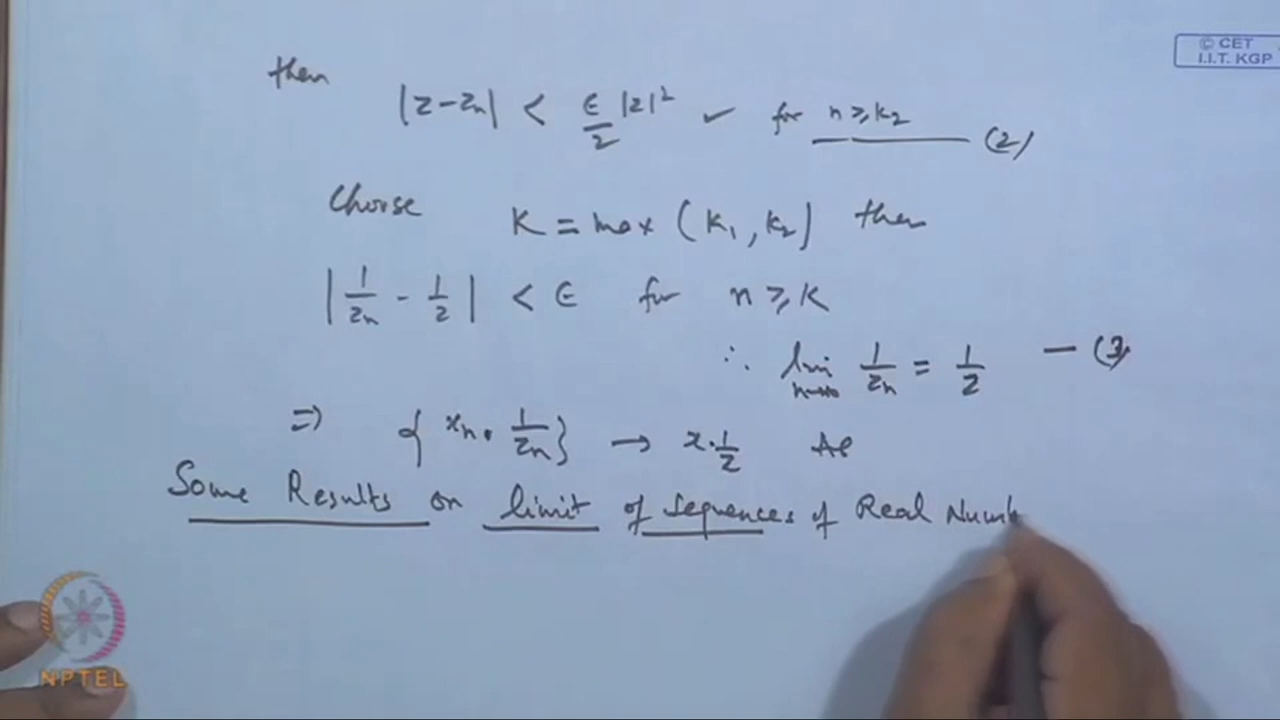 © CET
I.I.T. KGP
then
|z-zn| < ε/2 |z|² ✓ for n ≥ k2 (2)
Choose K = max (k1, k2) then
|1/zn - 1/z| < ε for n ≥ K
∴ lim n→∞ 1/zn = 1/z — (3)
⇒ {xn · 1/zn} → x · 1/z As
Some Results on limit of sequences of Real Numb
NPTEL